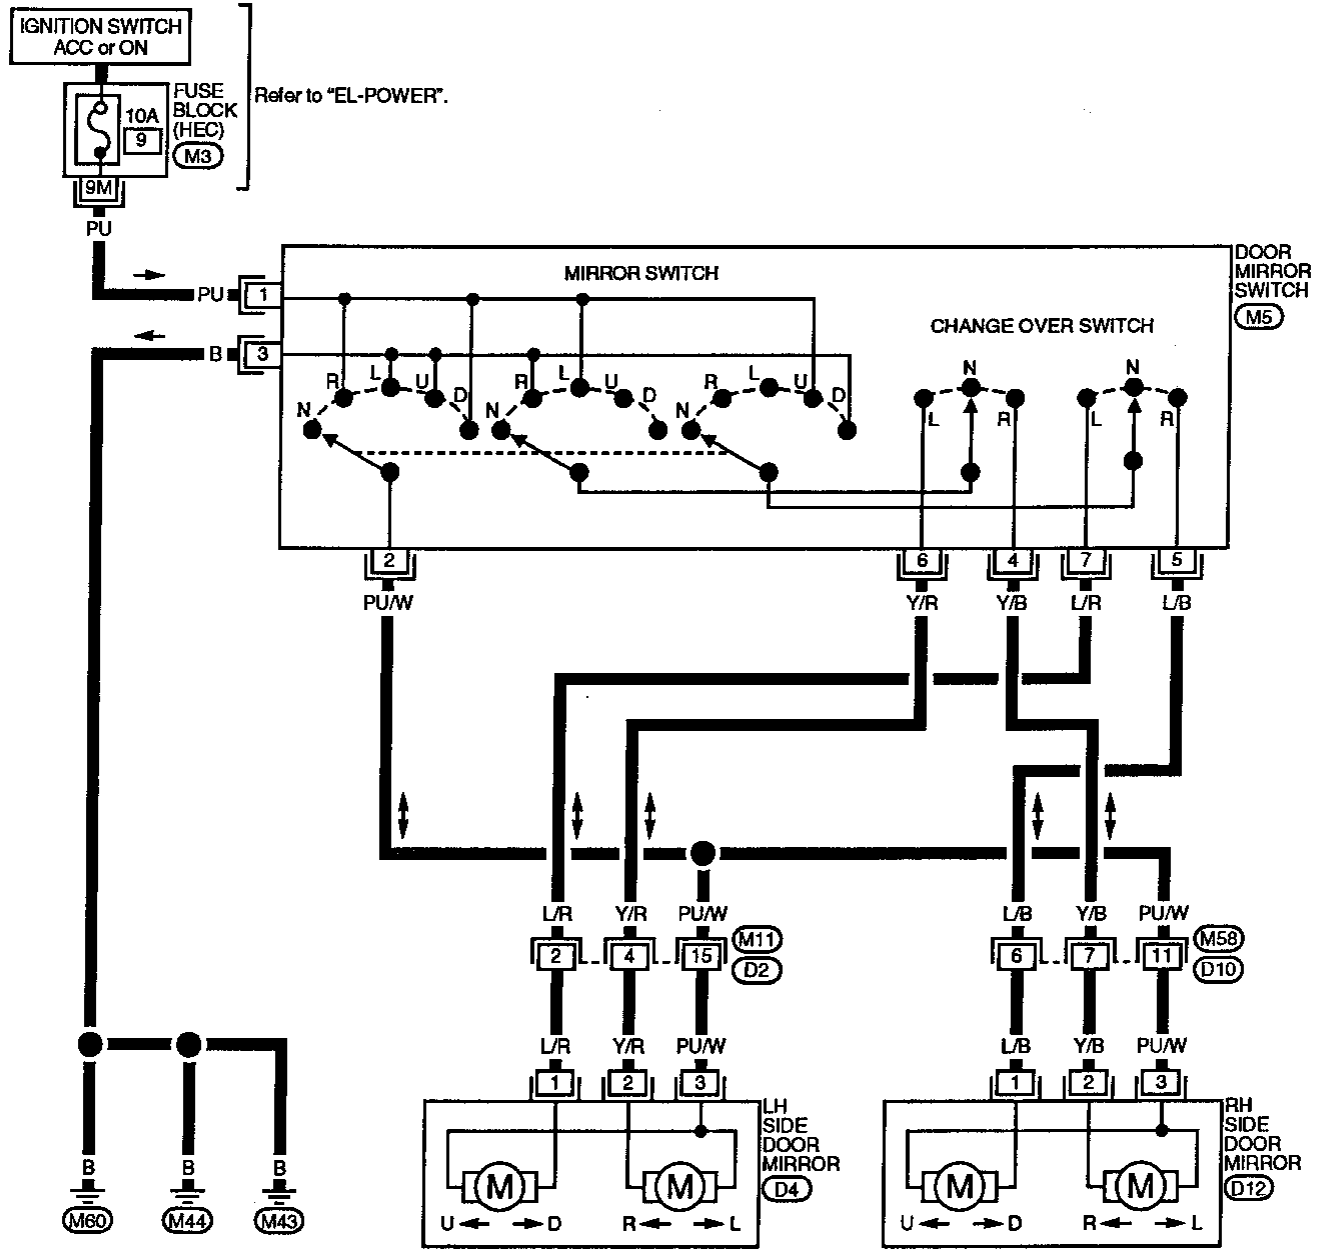 IGNITION SWITCH
ACC or ON
FUSE
BLOCK
(HEC)
M3
10A
9
Refer to "EL-POWER".
9M
PU
PU
1
B
3
MIRROR SWITCH
CHANGE OVER SWITCH
DOOR
MIRROR
SWITCH
M5
N R L U D
N R L U D
N R L U D
L N R
L N R
2
6
4
7
5
PU/W
Y/R
Y/B
L/R
L/B
L/R
Y/R
PU/W
L/B
Y/B
PU/W
2
4
15
M11
D2
6
7
11
M58
D10
L/R
Y/R
PU/W
L/B
Y/B
PU/W
1
2
3
1
2
3
LH
SIDE
DOOR
MIRROR
D4
RH
SIDE
DOOR
MIRROR
D12
M
M
M
M
U
D
R
L
U
D
R
L
B
B
B
M60
M44
M43